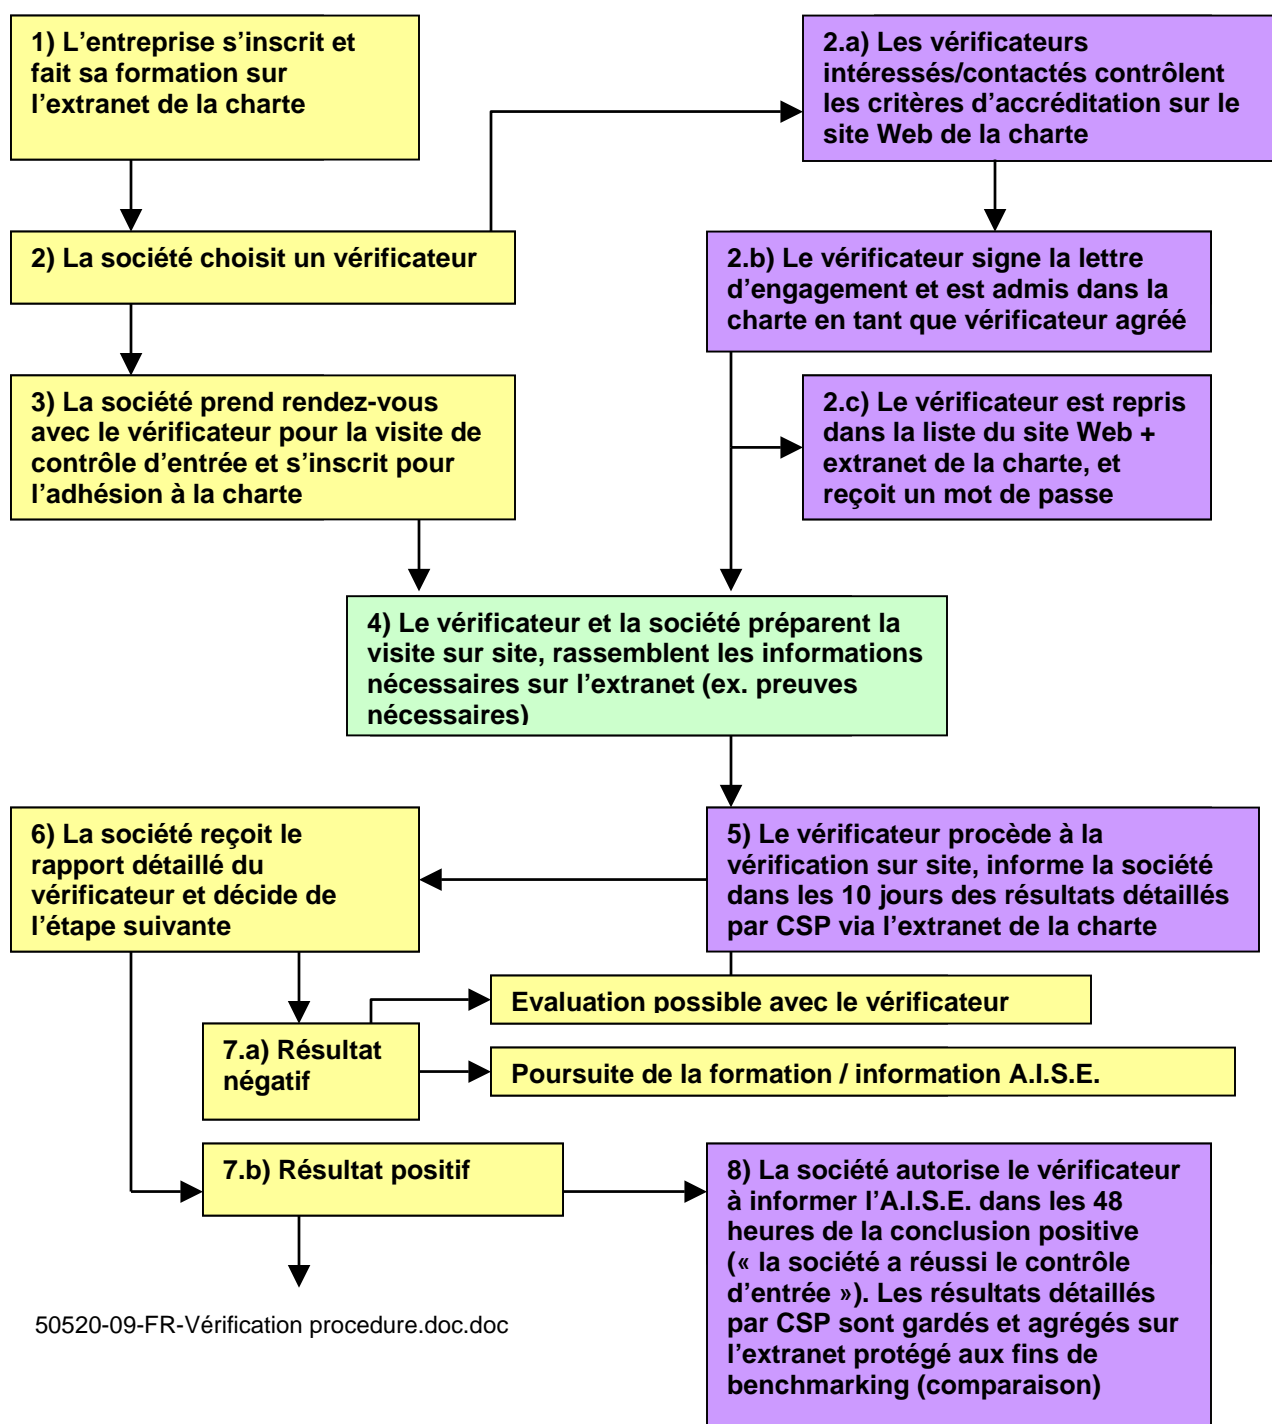 1) L’entreprise s’inscrit et
fait sa formation sur
l’extranet de la charte
2.a) Les vérificateurs
intéressés/contactés contrôlent
les critères d’accréditation sur le
site Web de la charte
2) La société choisit un vérificateur
2.b) Le vérificateur signe la lettre
d’engagement et est admis dans la
charte en tant que vérificateur agréé
3) La société prend rendez-vous
avec le vérificateur pour la visite de
contrôle d’entrée et s’inscrit pour
l’adhésion à la charte
2.c) Le vérificateur est repris
dans la liste du site Web +
extranet de la charte, et
reçoit un mot de passe
4) Le vérificateur et la société préparent la
visite sur site, rassemblent les informations
nécessaires sur l’extranet (ex. preuves
nécessaires)
6) La société reçoit le
rapport détaillé du
vérificateur et décide de
l’étape suivante
5) Le vérificateur procède à la
vérification sur site, informe la société
dans les 10 jours des résultats détaillés
par CSP via l’extranet de la charte
Evaluation possible avec le vérificateur
7.a) Résultat
négatif
Poursuite de la formation / information A.I.S.E.
7.b) Résultat positif
8) La société autorise le vérificateur
à informer l’A.I.S.E. dans les 48
heures de la conclusion positive
(« la société a réussi le contrôle
d’entrée »). Les résultats détaillés
par CSP sont gardés et agrégés sur
l’extranet protégé aux fins de
benchmarking (comparaison)
50520-09-FR-Vérification procedure.doc.doc